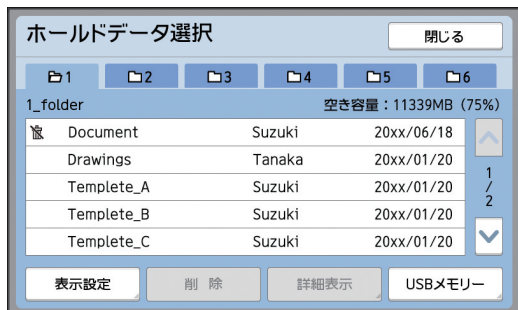 ホールドデータ選択 閉じる
1 2 3 4 5 6
1_folder 空き容量：11339MB（75%）
Document Suzuki 20xx/06/18
Drawings Tanaka 20xx/01/20
Templete_A Suzuki 20xx/01/20
Templete_B Suzuki 20xx/01/20
Templete_C Suzuki 20xx/01/20
1/2
表示設定 削 除 詳細表示 USBメモリー